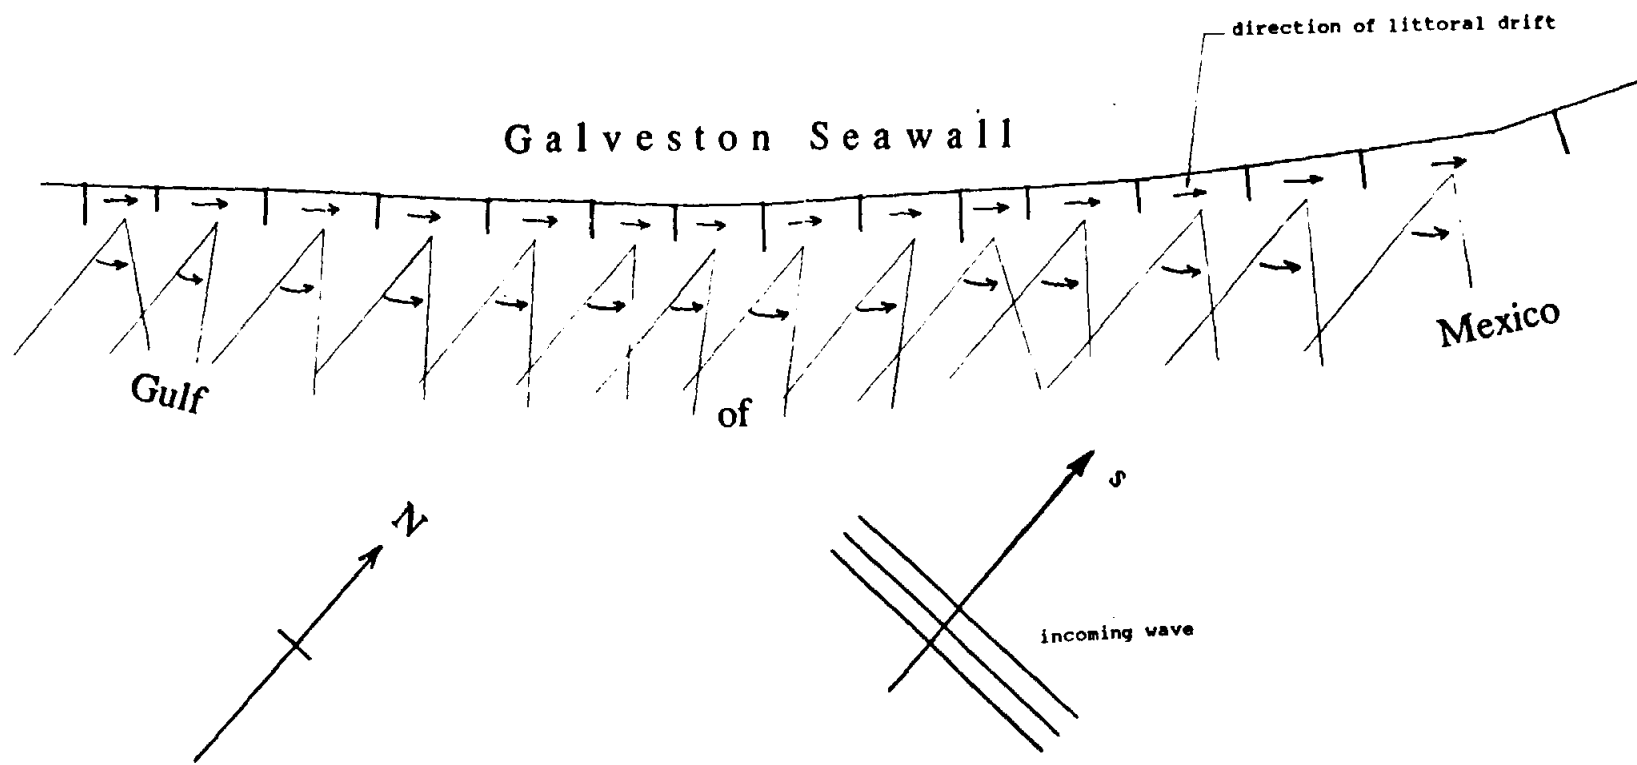 direction of littoral drift
Galveston Seawall
Mexico
Gulf
of
S
N
incoming wave